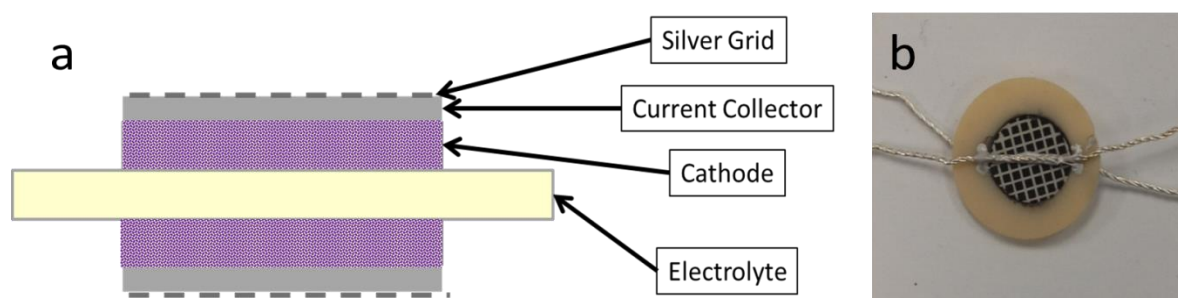 a
Silver Grid
Current Collector
Cathode
Electrolyte
b